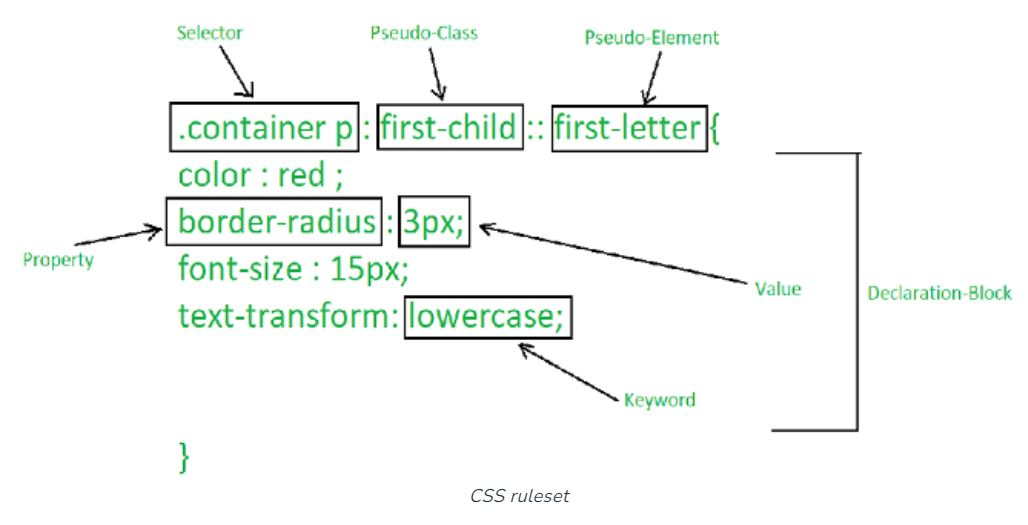 Selector
Pseudo-Class
Pseudo-Element
.container p : first-child :: first-letter {
color : red ;
border-radius : 3px;
Property
font-size : 15px;
Value
Declaration-Block
text-transform: lowercase;
Keyword
}
CSS ruleset